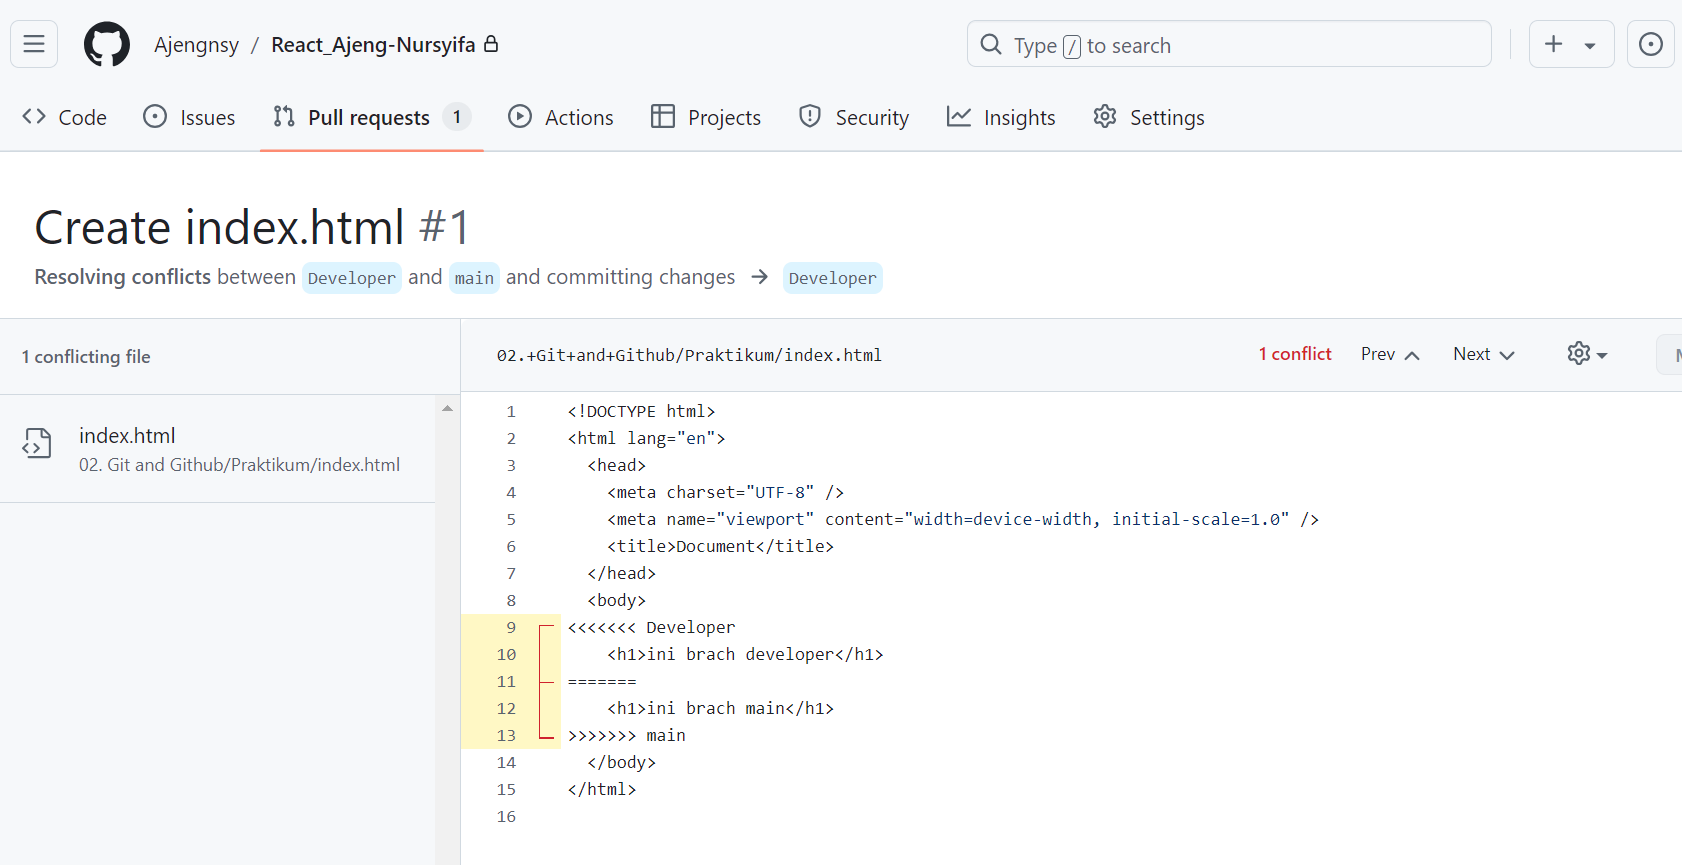 Ajengnsy / React_Ajeng-Nursyifa
Type / to search
Code Issues Pull requests 1 Actions Projects Security Insights Settings
Create index.html #1
Resolving conflicts between Developer and main and committing changes → Developer
1 conflicting file
index.html
02. Git and Github/Praktikum/index.html
02.+Git+and+Github/Praktikum/index.html 1 conflict Prev Next
1 <!DOCTYPE html>
2 <html lang="en">
3 <head>
4 <meta charset="UTF-8" />
5 <meta name="viewport" content="width=device-width, initial-scale=1.0" />
6 <title>Document</title>
7 </head>
8 <body>
9 <<<<<<< Developer
10 <h1>ini brach developer</h1>
11 =======
12 <h1>ini brach main</h1>
13 >>>>>>> main
14 </body>
15 </html>
16